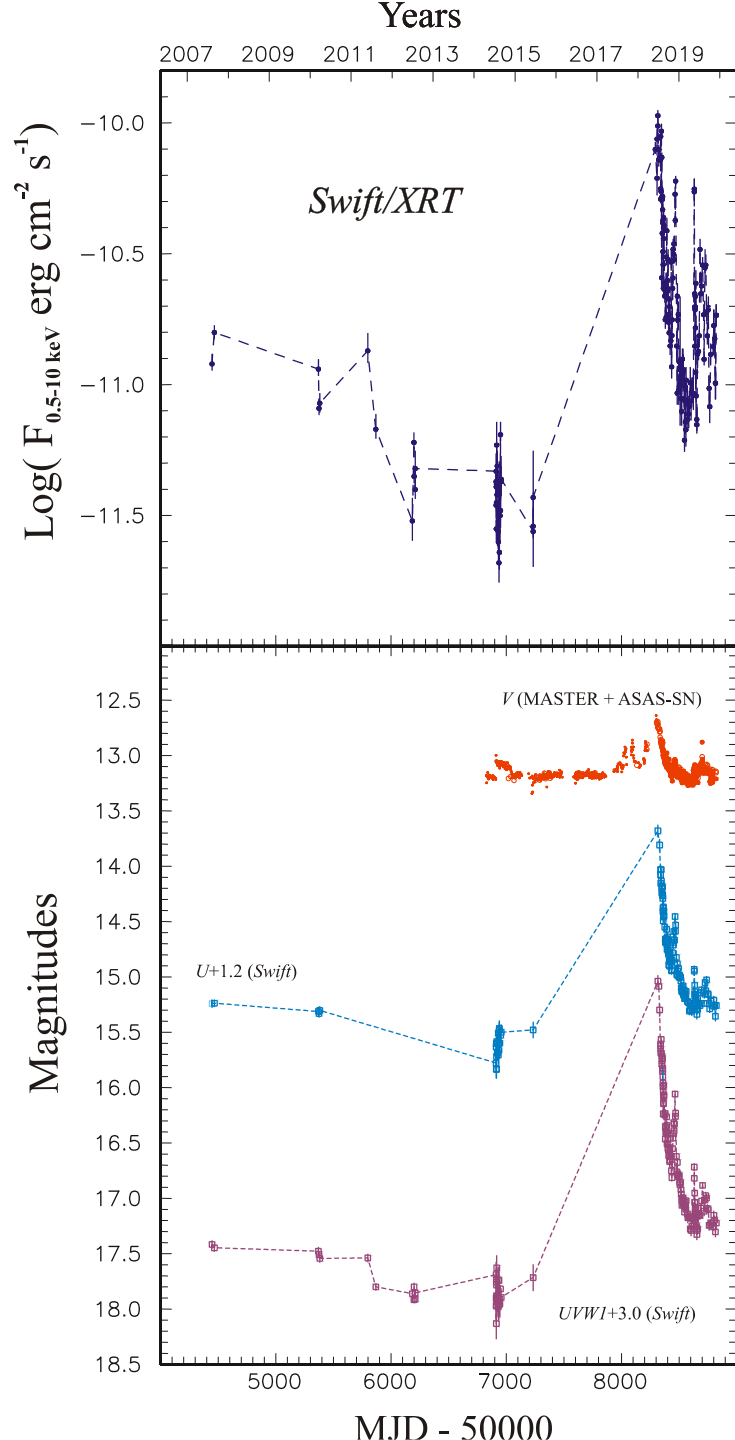 Years
2007 2009 2011 2013 2015 2017 2019
Log( F0.5-10 keV erg cm-2 s-1)
−10.0
−10.5
−11.0
−11.5
Swift/XRT
Magnitudes
12.5
13.0
13.5
14.0
14.5
15.0
15.5
16.0
16.5
17.0
17.5
18.0
18.5
V (MASTER + ASAS-SN)
U+1.2 (Swift)
UVW1+3.0 (Swift)
5000 6000 7000 8000
MJD - 50000